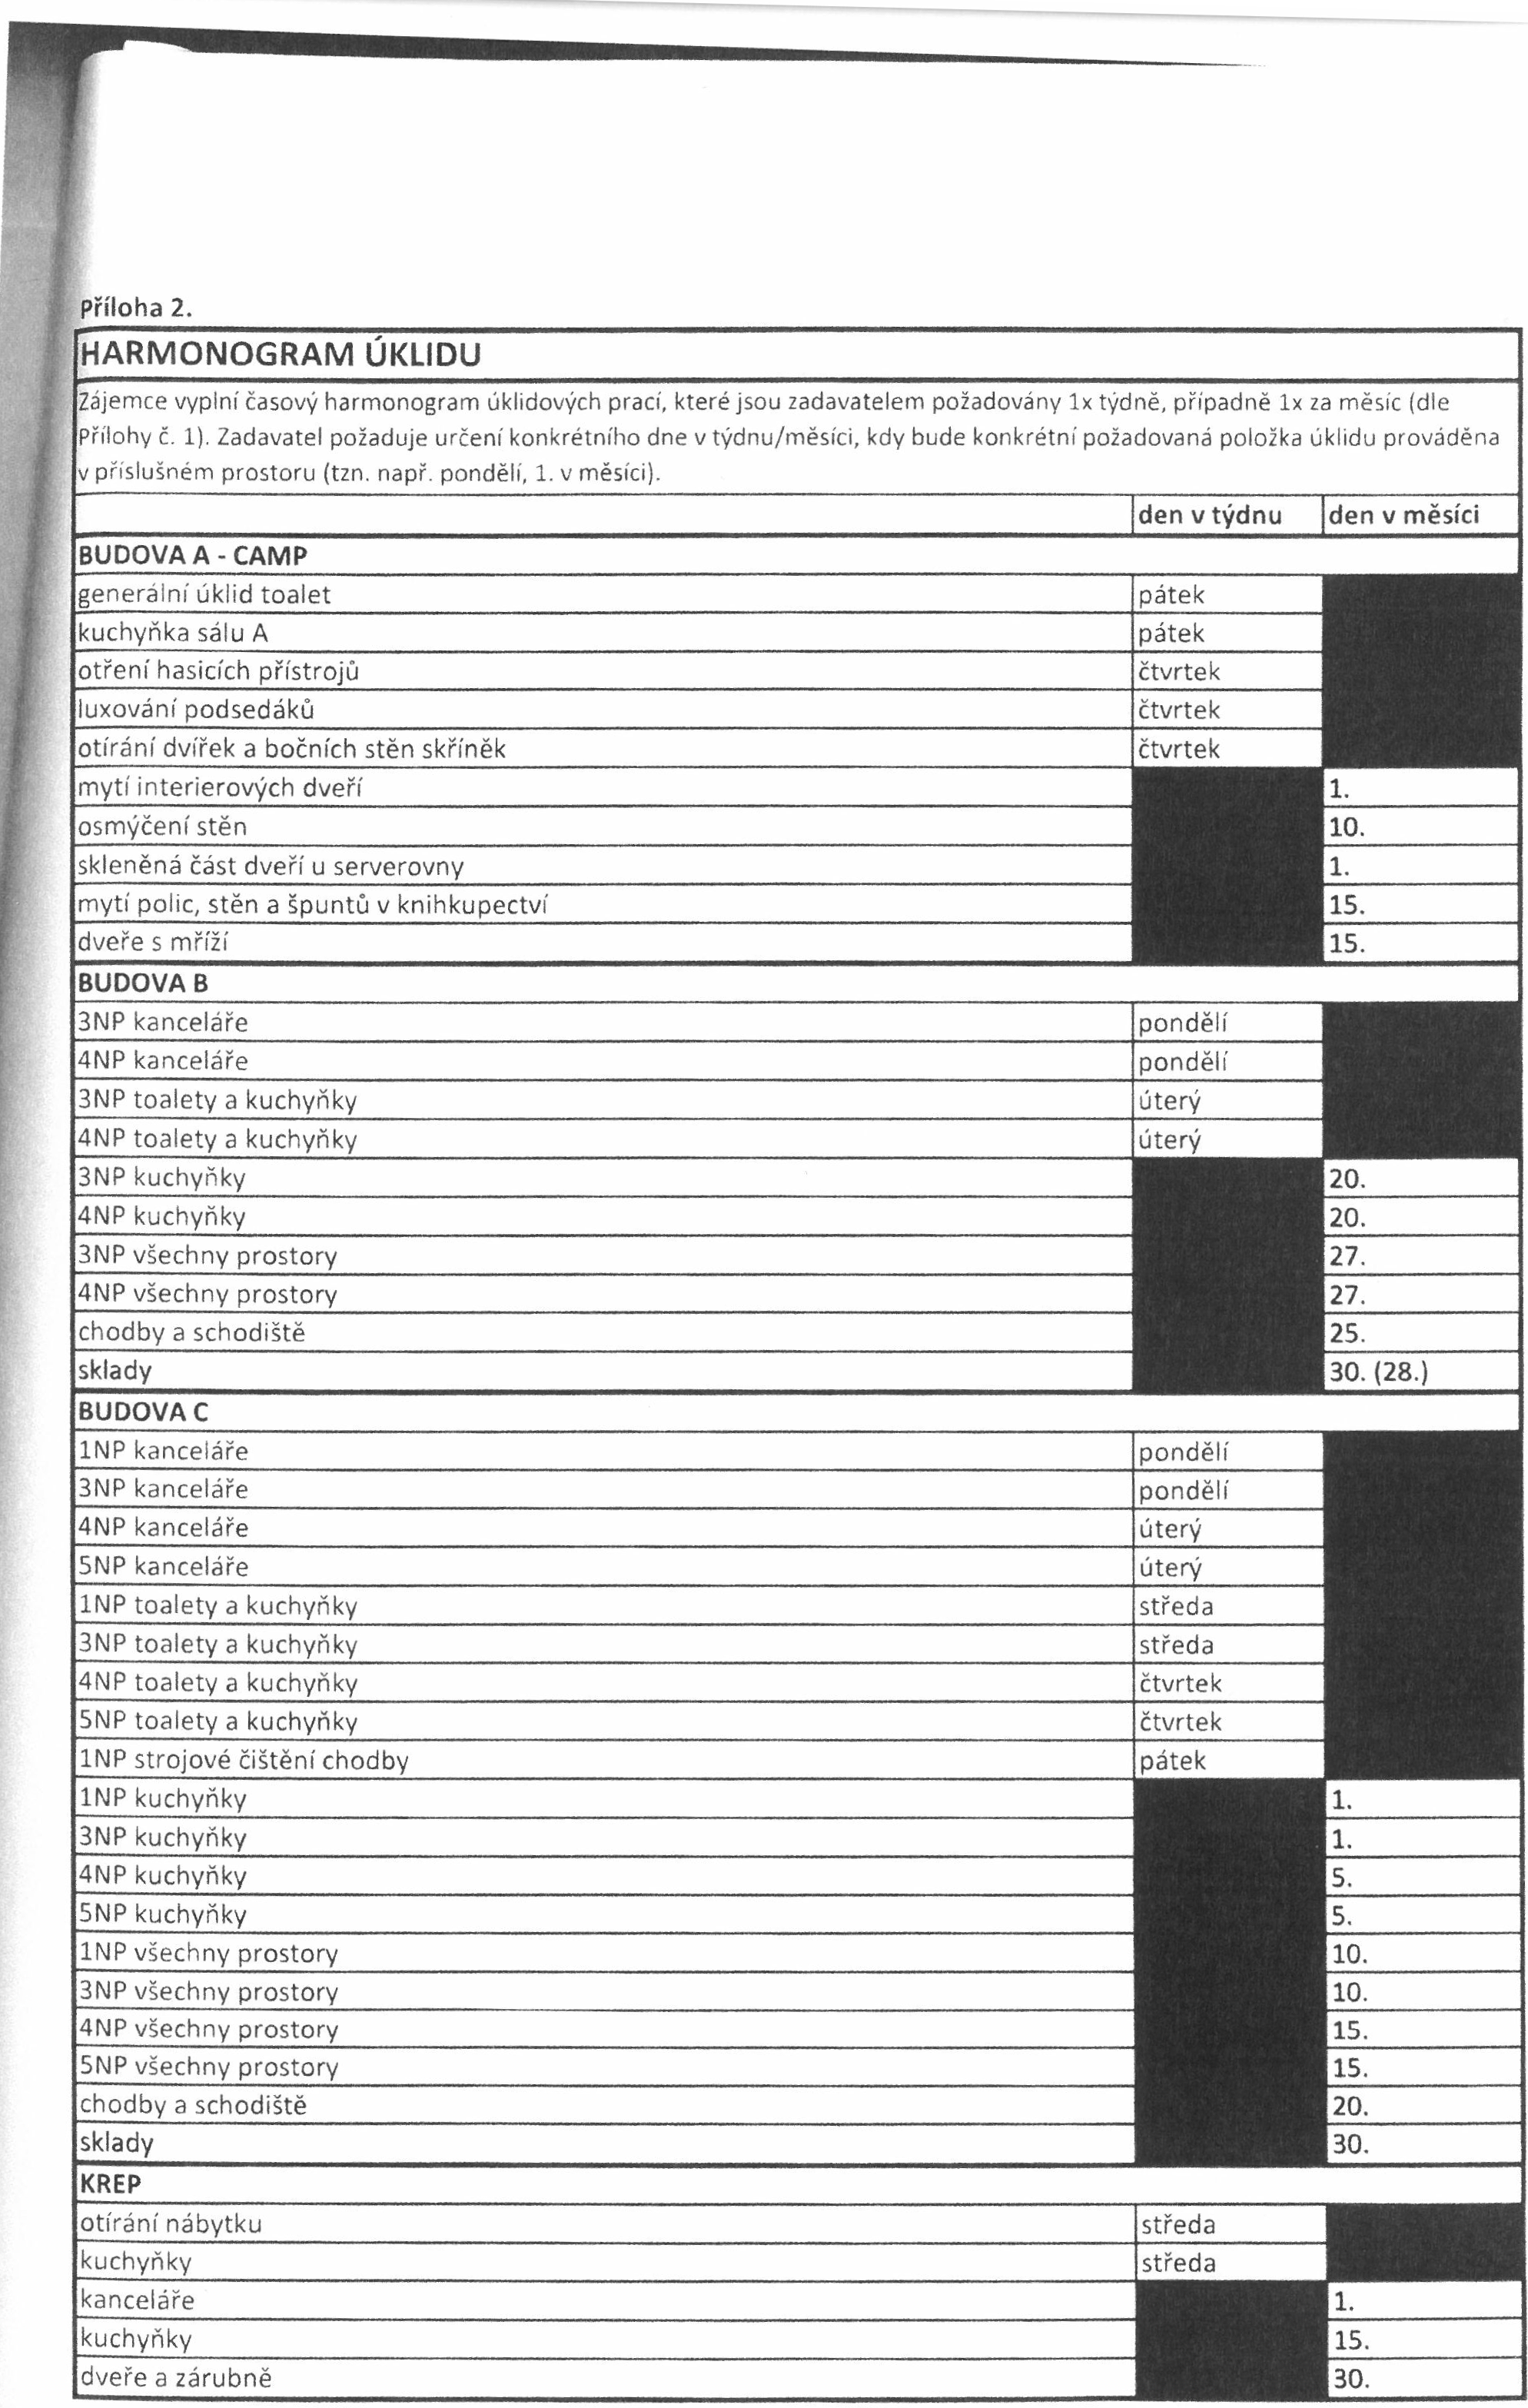 Příloha 2.
HARMONOGRAM ÚKLIDU
Zájemce vyplní časový harmonogram úklidových prací, které jsou zadavatelem požadovány 1x týdně, případně 1x za měsíc (dle
Přílohy č. 1). Zadavatel požaduje určení konkrétního dne v týdnu/měsíci, kdy bude konkrétní požadovaná položka úklidu prováděna
v příslušném prostoru (tzn. např. pondělí, 1. v měsíci).
den v týdnu den v měsíci
BUDOVA A - CAMP
generální úklid toalet pátek
kuchyňka sálu A pátek
otření hasicích přístrojů čtvrtek
luxování podsedáků čtvrtek
otírání dvířek a bočních stěn skříněk čtvrtek
mytí interierových dveří 1.
osmýčení stěn 10.
skleněná část dveří u serverovny 1.
mytí polic, stěn a špuntů v knihkupectví 15.
dveře s mříží 15.
BUDOVA B
3NP kanceláře pondělí
4NP kanceláře pondělí
3NP toalety a kuchyňky úterý
4NP toalety a kuchyňky úterý
3NP kuchyňky 20.
4NP kuchyňky 20.
3NP všechny prostory 27.
4NP všechny prostory 27.
chodby a schodiště 25.
sklady 30. (28.)
BUDOVA C
1NP kanceláře pondělí
3NP kanceláře pondělí
4NP kanceláře úterý
5NP kanceláře úterý
1NP toalety a kuchyňky středa
3NP toalety a kuchyňky středa
4NP toalety a kuchyňky čtvrtek
5NP toalety a kuchyňky čtvrtek
1NP strojové čištění chodby pátek
1NP kuchyňky 1.
3NP kuchyňky 1.
4NP kuchyňky 5.
5NP kuchyňky 5.
1NP všechny prostory 10.
3NP všechny prostory 10.
4NP všechny prostory 15.
5NP všechny prostory 15.
chodby a schodiště 20.
sklady 30.
KREP
otírání nábytku středa
kuchyňky středa
kanceláře 1.
kuchyňky 15.
dveře a zárubně 30.